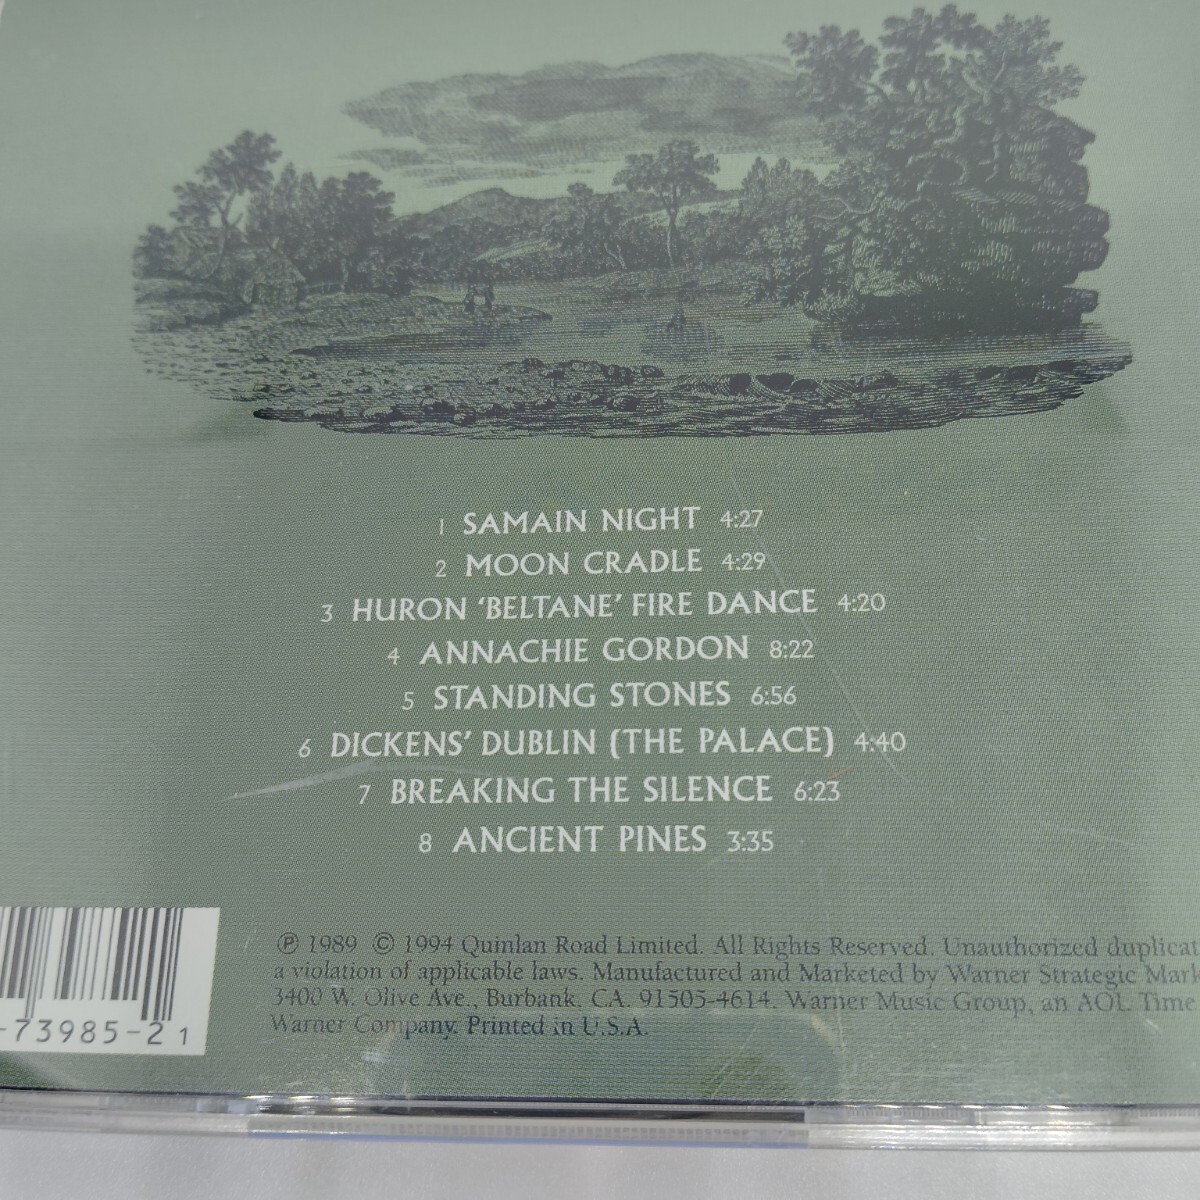 1 SAMAIN NIGHT 4:27
2 MOON CRADLE 4:29
3 HURON ‘BELTANE’ FIRE DANCE 4:20
4 ANNACHIE GORDON 8:22
5 STANDING STONES 6:56
6 DICKENS’ DUBLIN (THE PALACE) 4:40
7 BREAKING THE SILENCE 6:23
8 ANCIENT PINES 3:35
℗ 1989 © 1994 Quinlan Road Limited. All Rights Reserved. Unauthorized duplicat
a violation of applicable laws. Manufactured and Marketed by Warner Strategic Mark
3400 W. Olive Ave., Burbank, CA. 91505-4614. Warner Music Group, an AOL Time
Warner Company. Printed in U.S.A.
-73985-2 1